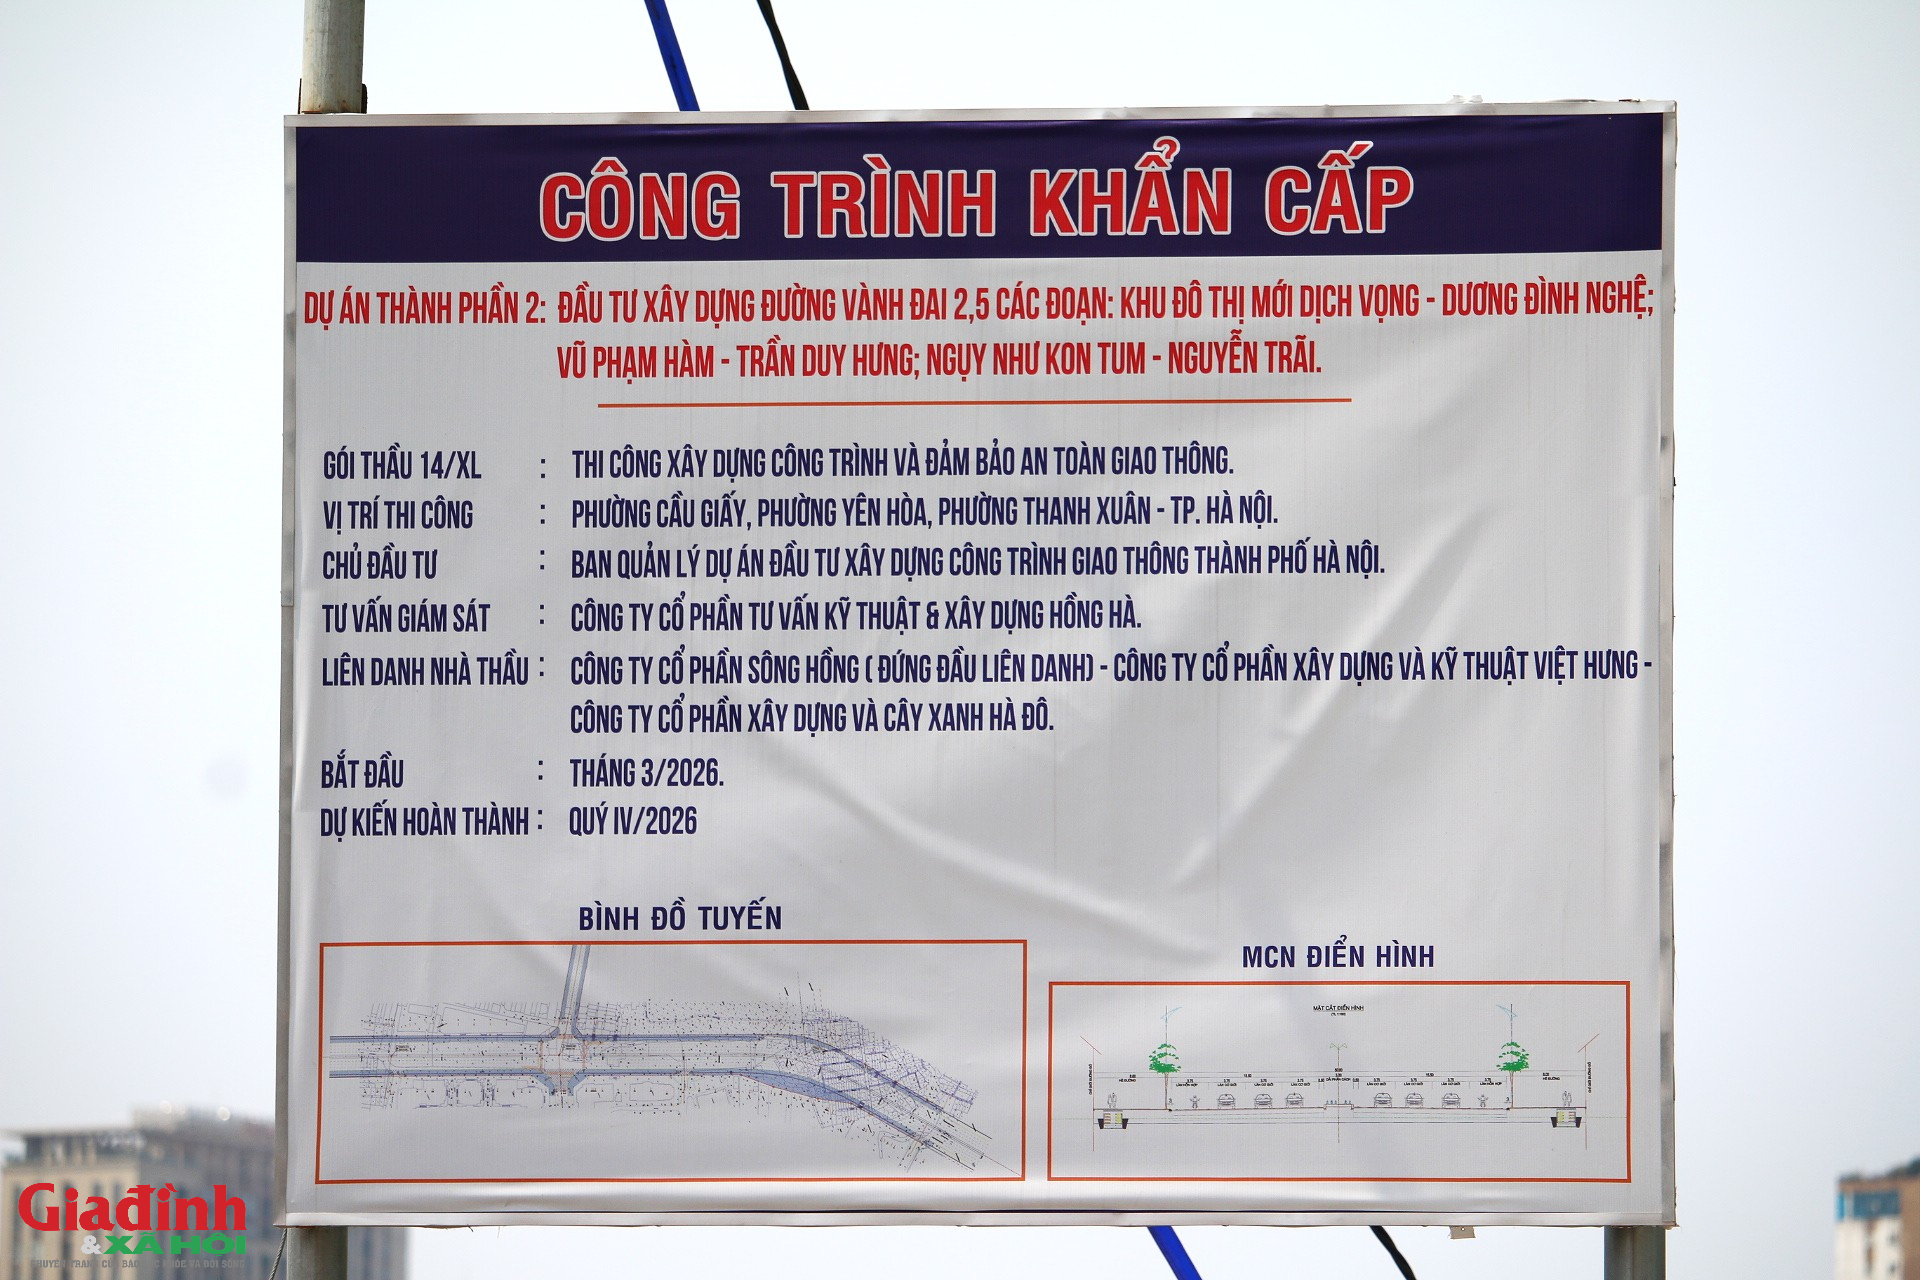 CÔNG TRÌNH KHẨN CẤP
DỰ ÁN THÀNH PHẦN 2: ĐẦU TƯ XÂY DỰNG ĐƯỜNG VÀNH ĐAI 2,5 CÁC ĐOẠN: KHU ĐÔ THỊ MỚI DỊCH VỌNG - DƯƠNG ĐÌNH NGHỆ;
VŨ PHẠM HÀM - TRẦN DUY HƯNG; NGỤY NHƯ KON TUM - NGUYỄN TRÃI.
GÓI THẦU 14/XL : THI CÔNG XÂY DỰNG CÔNG TRÌNH VÀ ĐẢM BẢO AN TOÀN GIAO THÔNG.
VỊ TRÍ THI CÔNG : PHƯỜNG CẦU GIẤY, PHƯỜNG YÊN HÒA, PHƯỜNG THANH XUÂN - TP. HÀ NỘI.
CHỦ ĐẦU TƯ : BAN QUẢN LÝ DỰ ÁN ĐẦU TƯ XÂY DỰNG CÔNG TRÌNH GIAO THÔNG THÀNH PHỐ HÀ NỘI.
TƯ VẤN GIÁM SÁT : CÔNG TY CỔ PHẦN TƯ VẤN KỸ THUẬT & XÂY DỰNG HỒNG HÀ.
LIÊN DANH NHÀ THẦU : CÔNG TY CỔ PHẦN SÔNG HỒNG ( ĐỨNG ĐẦU LIÊN DANH) - CÔNG TY CỔ PHẦN XÂY DỰNG VÀ KỸ THUẬT VIỆT HƯNG -
CÔNG TY CỔ PHẦN XÂY DỰNG VÀ CÂY XANH HÀ ĐÔ.
BẮT ĐẦU : THÁNG 3/2026.
DỰ KIẾN HOÀN THÀNH : QUÝ IV/2026
BÌNH ĐỒ TUYẾN
MCN ĐIỂN HÌNH
MẶT CẮT ĐIỂN HÌNH
Giađình
& XÃ HỘI